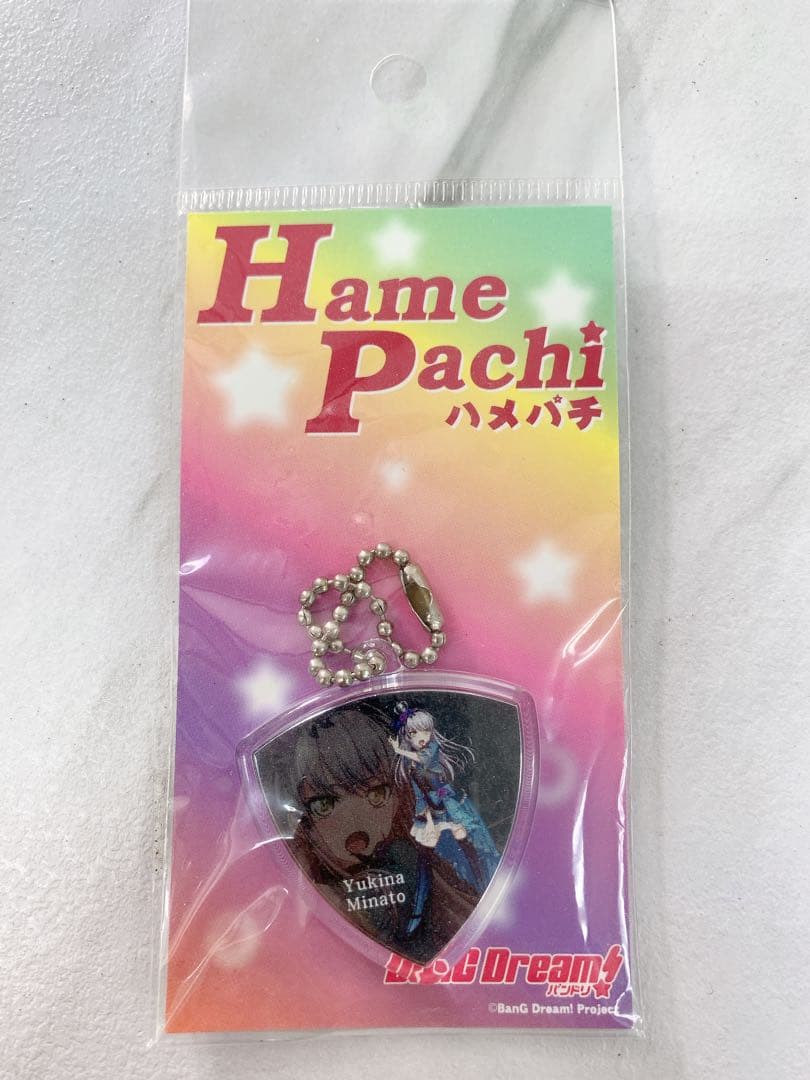 Hame
Pachi
ハメパチ
Yukina
Minato
BanG Dream!
バンドリ
©BanG Dream! Project